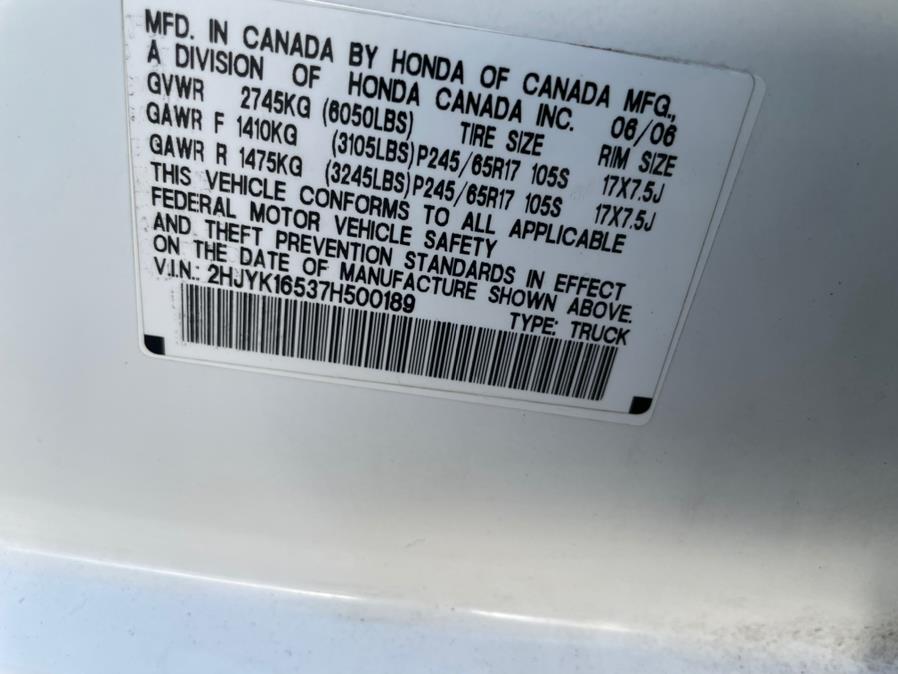 MFD. IN CANADA BY HONDA OF CANADA MFG.,
A DIVISION OF HONDA CANADA INC. 06/06
GVWR 2745KG (6050LBS) TIRE SIZE RIM SIZE
GAWR F 1410KG (3105LBS) P245/65R17 105S 17X7.5J
GAWR R 1475KG (3245LBS) P245/65R17 105S 17X7.5J
THIS VEHICLE CONFORMS TO ALL APPLICABLE
FEDERAL MOTOR VEHICLE SAFETY
AND THEFT PREVENTION STANDARDS IN EFFECT
ON THE DATE OF MANUFACTURE SHOWN ABOVE.
V.I.N.: 2HJYK16537H500189 TYPE: TRUCK